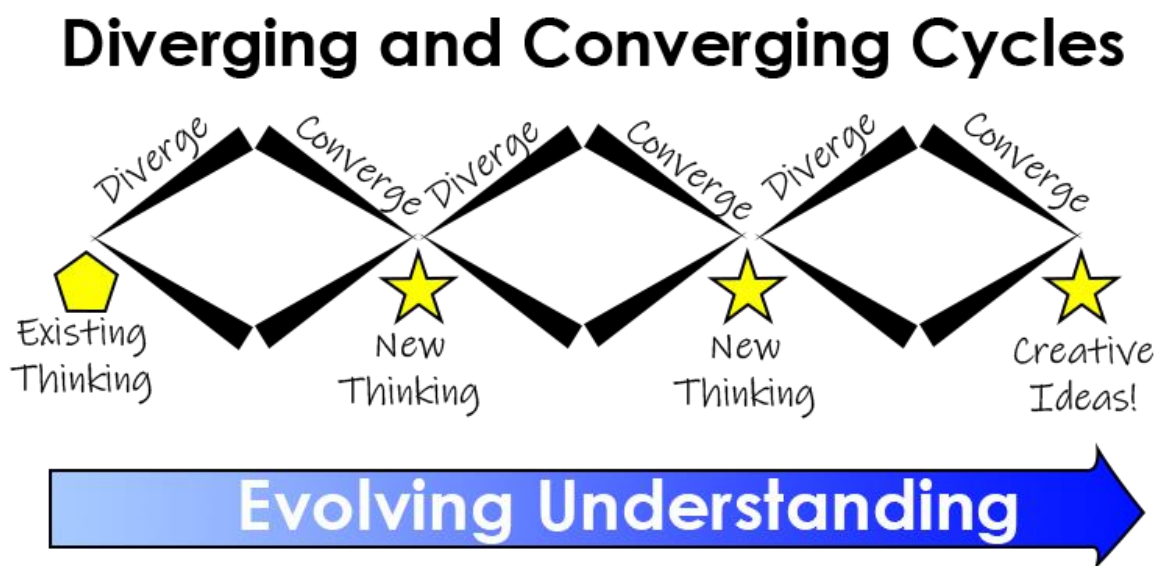 Diverging and Converging Cycles
Diverge
Converge
Diverge
Converge
Diverge
Converge
Existing
Thinking
New
Thinking
New
Thinking
Creative
Ideas!
Evolving Understanding